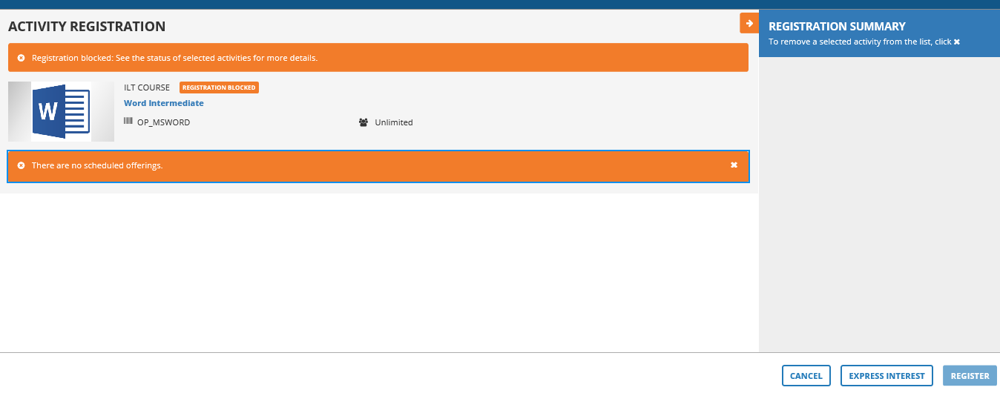 ACTIVITY REGISTRATION
Registration blocked: See the status of selected activities for more details.
W
ILT COURSE REGISTRATION BLOCKED
Word Intermediate
OP_MSWORD Unlimited
There are no scheduled offerings.
REGISTRATION SUMMARY
To remove a selected activity from the list, click ✖
CANCEL EXPRESS INTEREST REGISTER